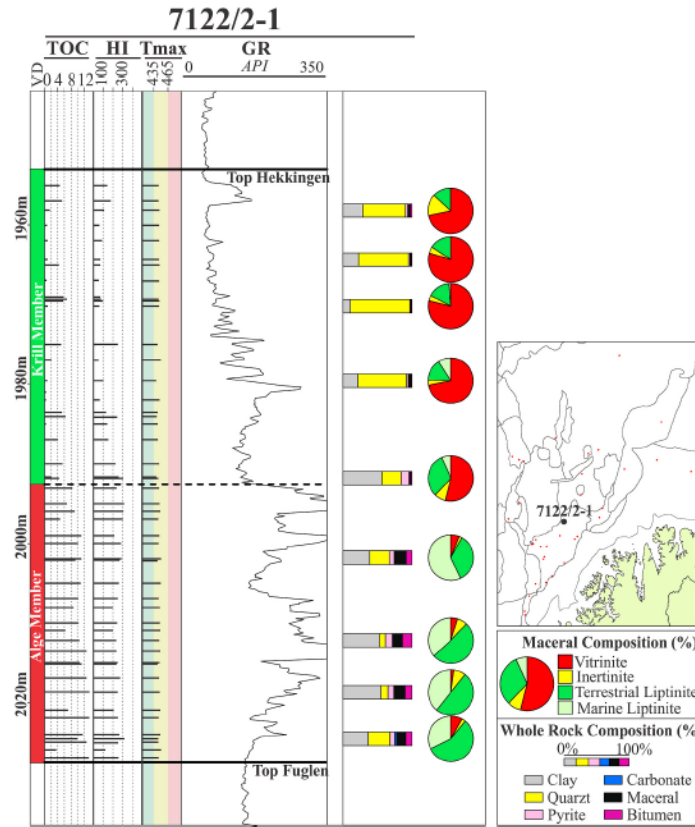 7122/2-1
TOC HI Tmax GR
VD 0 4 8 12 100 300 435 465 0 API 350
Top Hekkingen
1960m
Krill Member
1980m
2000m
Alge Member
2020m
Top Fuglen
7122/2-1
Maceral Composition (%)
Vitrinite
Inertinite
Terrestrial Liptinite
Marine Liptinite
Whole Rock Composition (%
0% 100%
Clay Carbonate
Quarzt Maceral
Pyrite Bitumen